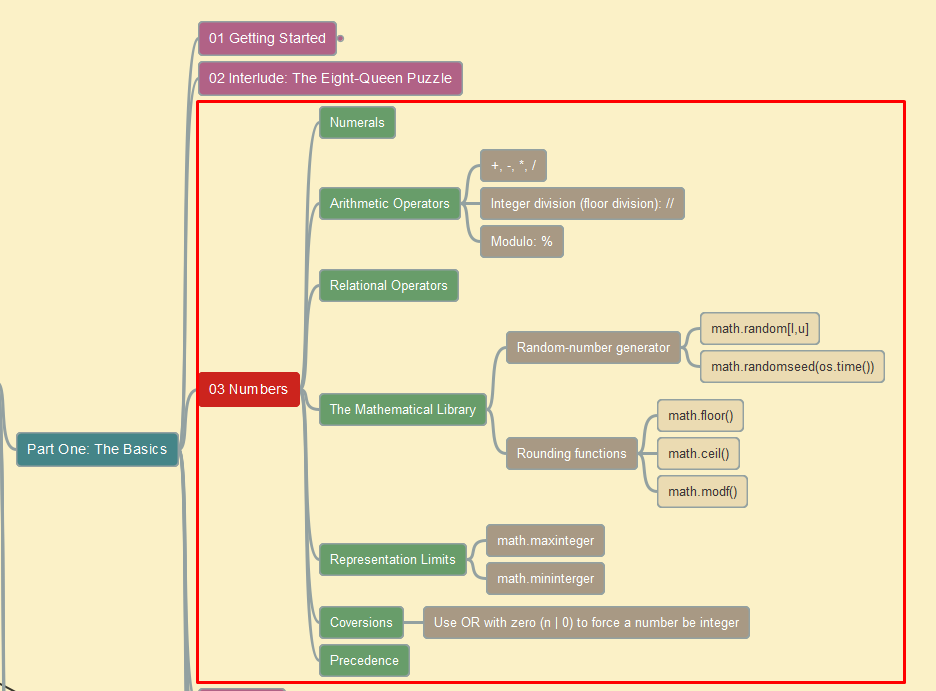 01 Getting Started
02 Interlude: The Eight-Queen Puzzle
Numerals
+, -, *, /
Arithmetic Operators
Integer division (floor division): //
Modulo: %
Relational Operators
math.random[l,u]
Random-number generator
math.randomseed(os.time())
03 Numbers
The Mathematical Library
math.floor()
Part One: The Basics
Rounding functions
math.ceil()
math.modf()
math.maxinteger
Representation Limits
math.mininterger
Coversions
Use OR with zero (n | 0) to force a number be integer
Precedence